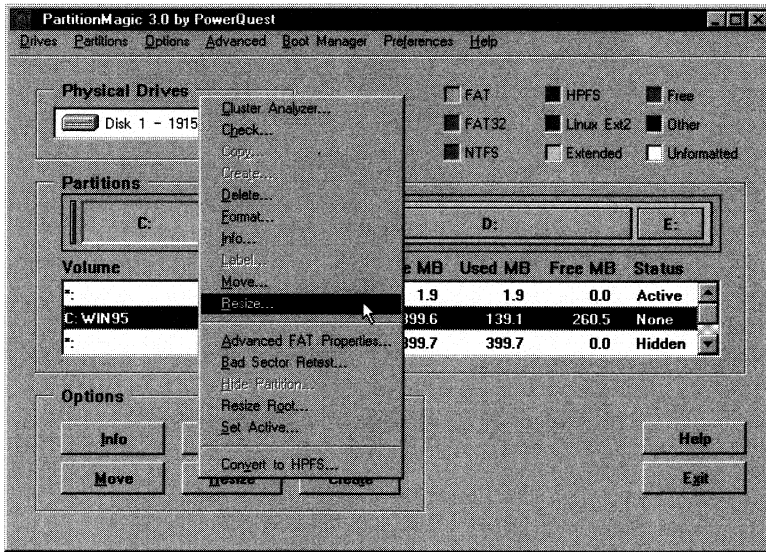 PartitionMagic 3.0 by PowerQuest
Drives Partitions Options Advanced Boot Manager Preferences Help
Physical Drives
Disk 1 - 1915
FAT HPFS Free
FAT32 Linux Ext2 Other
NTFS Extended Unformatted
Cluster Analyzer...
Check...
Copy...
Create...
Delete...
Format...
Info...
Label...
Move...
Resize...
Advanced FAT Properties...
Bad Sector Retest...
Hide Partition...
Resize Root...
Set Active...
Convert to HPFS...
Partitions
C: D: E:
Volume e MB Used MB Free MB Status
*: 1.9 1.9 0.0 Active
C: WIN95 399.6 139.1 260.5 None
*: 399.7 399.7 0.0 Hidden
Options
Info Help
Move Resize Create Exit